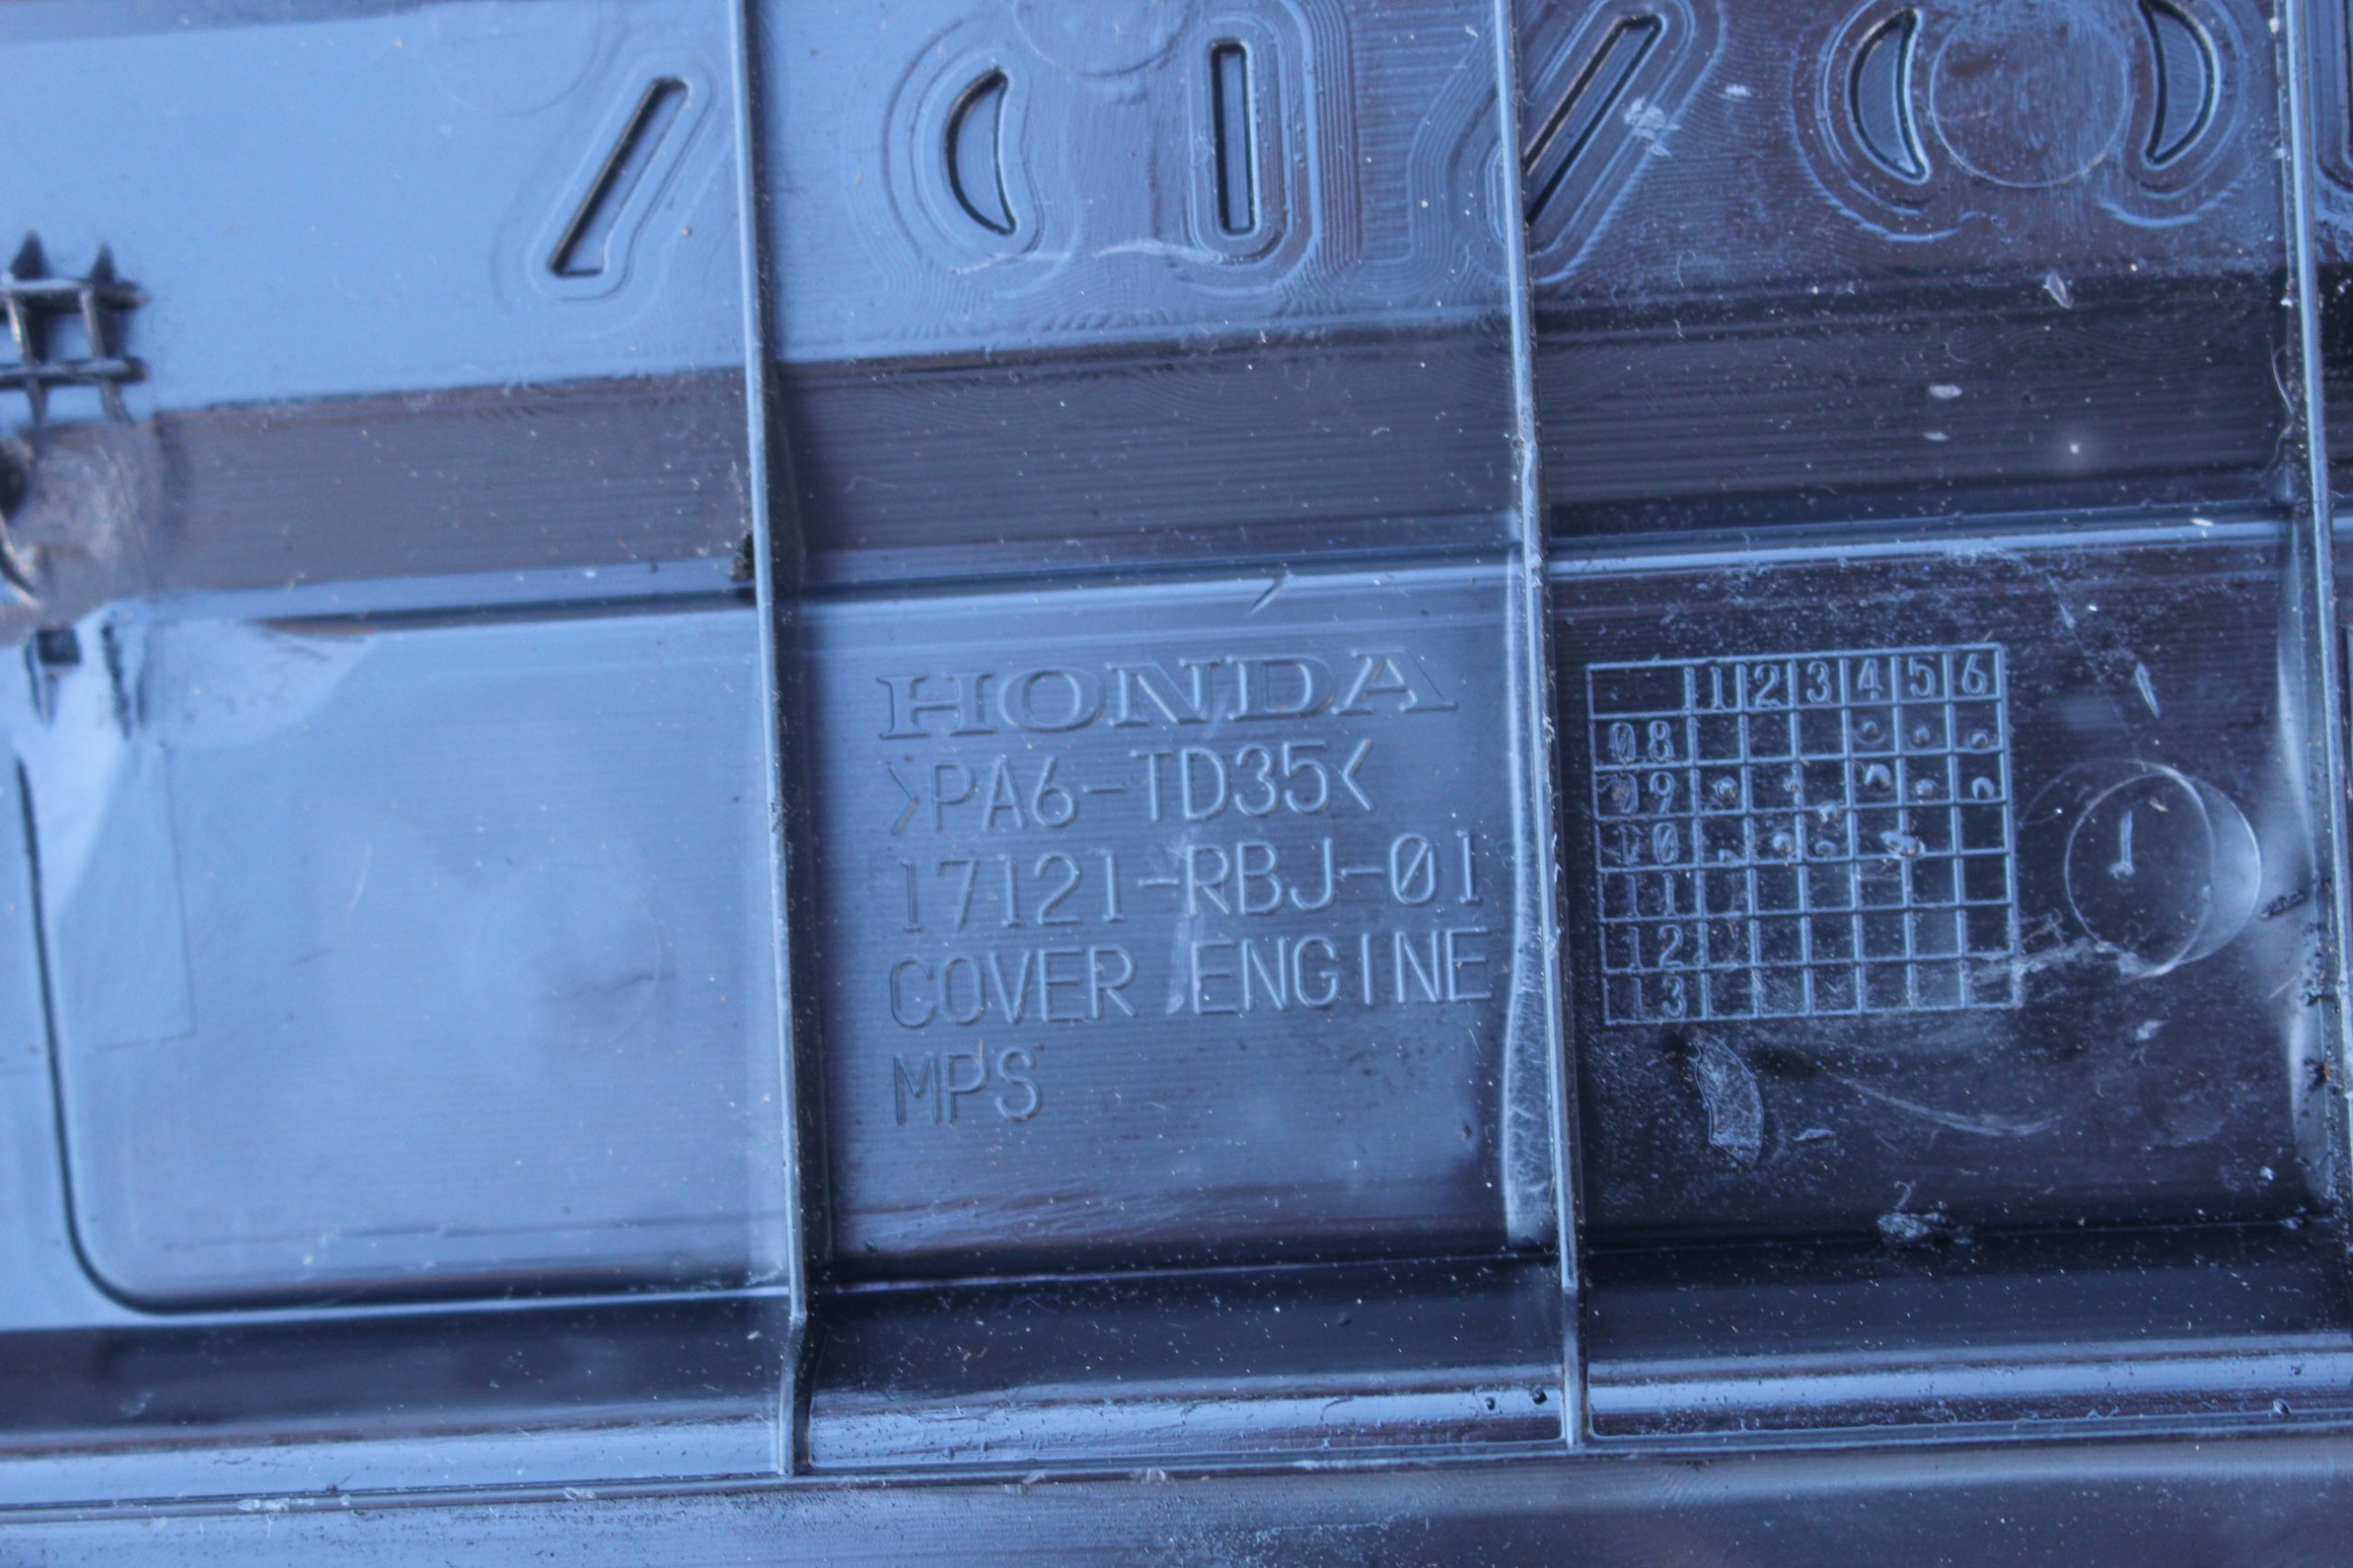 HONDA
>PA6-TD35<
17121-RBJ-01
COVER ENGINE
MPS
1 2 3 4 5 6
08
09
10
11
12
13